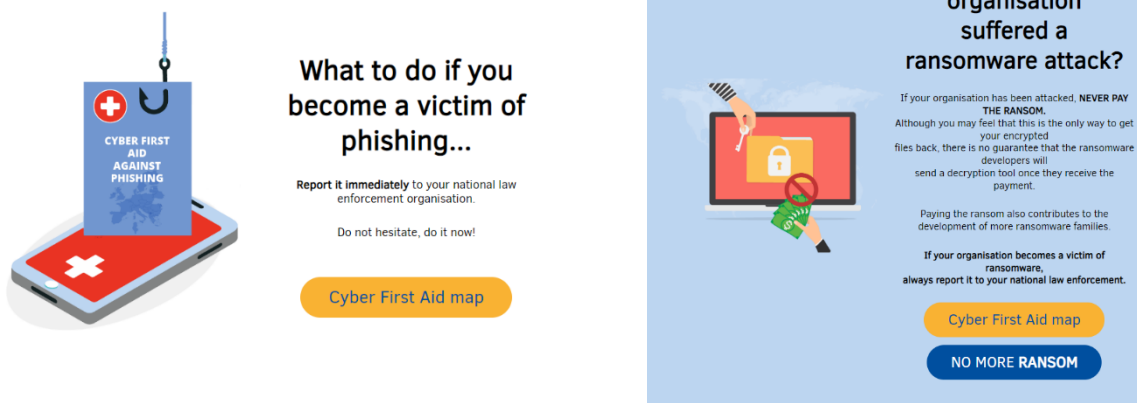 CYBER FIRST
AID
AGAINST
PHISHING
What to do if you
become a victim of
phishing...
Report it immediately to your national law
enforcement organisation.
Do not hesitate, do it now!
Cyber First Aid map
organisation
suffered a
ransomware attack?
If your organisation has been attacked, NEVER PAY
THE RANSOM.
Although you may feel that this is the only way to get
your encrypted
files back, there is no guarantee that the ransomware
developers will
send a decryption tool once they receive the
payment.
Paying the ransom also contributes to the
development of more ransomware families.
If your organisation becomes a victim of
ransomware,
always report it to your national law enforcement.
Cyber First Aid map
NO MORE RANSOM